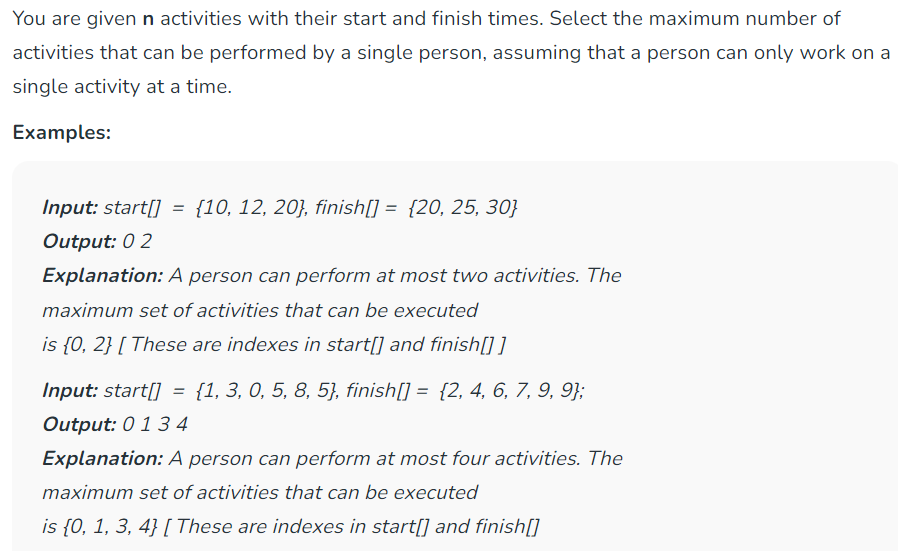 You are given n activities with their start and finish times. Select the maximum number of
activities that can be performed by a single person, assuming that a person can only work on a
single activity at a time.
Examples:
Input: start[]  =  {10, 12, 20}, finish[] =  {20, 25, 30}
Output: 0 2
Explanation: A person can perform at most two activities. The
maximum set of activities that can be executed
is {0, 2} [ These are indexes in start[] and finish[] ]
Input: start[]  =  {1, 3, 0, 5, 8, 5}, finish[] =  {2, 4, 6, 7, 9, 9};
Output: 0 1 3 4
Explanation: A person can perform at most four activities. The
maximum set of activities that can be executed
is {0, 1, 3, 4} [ These are indexes in start[] and finish[]